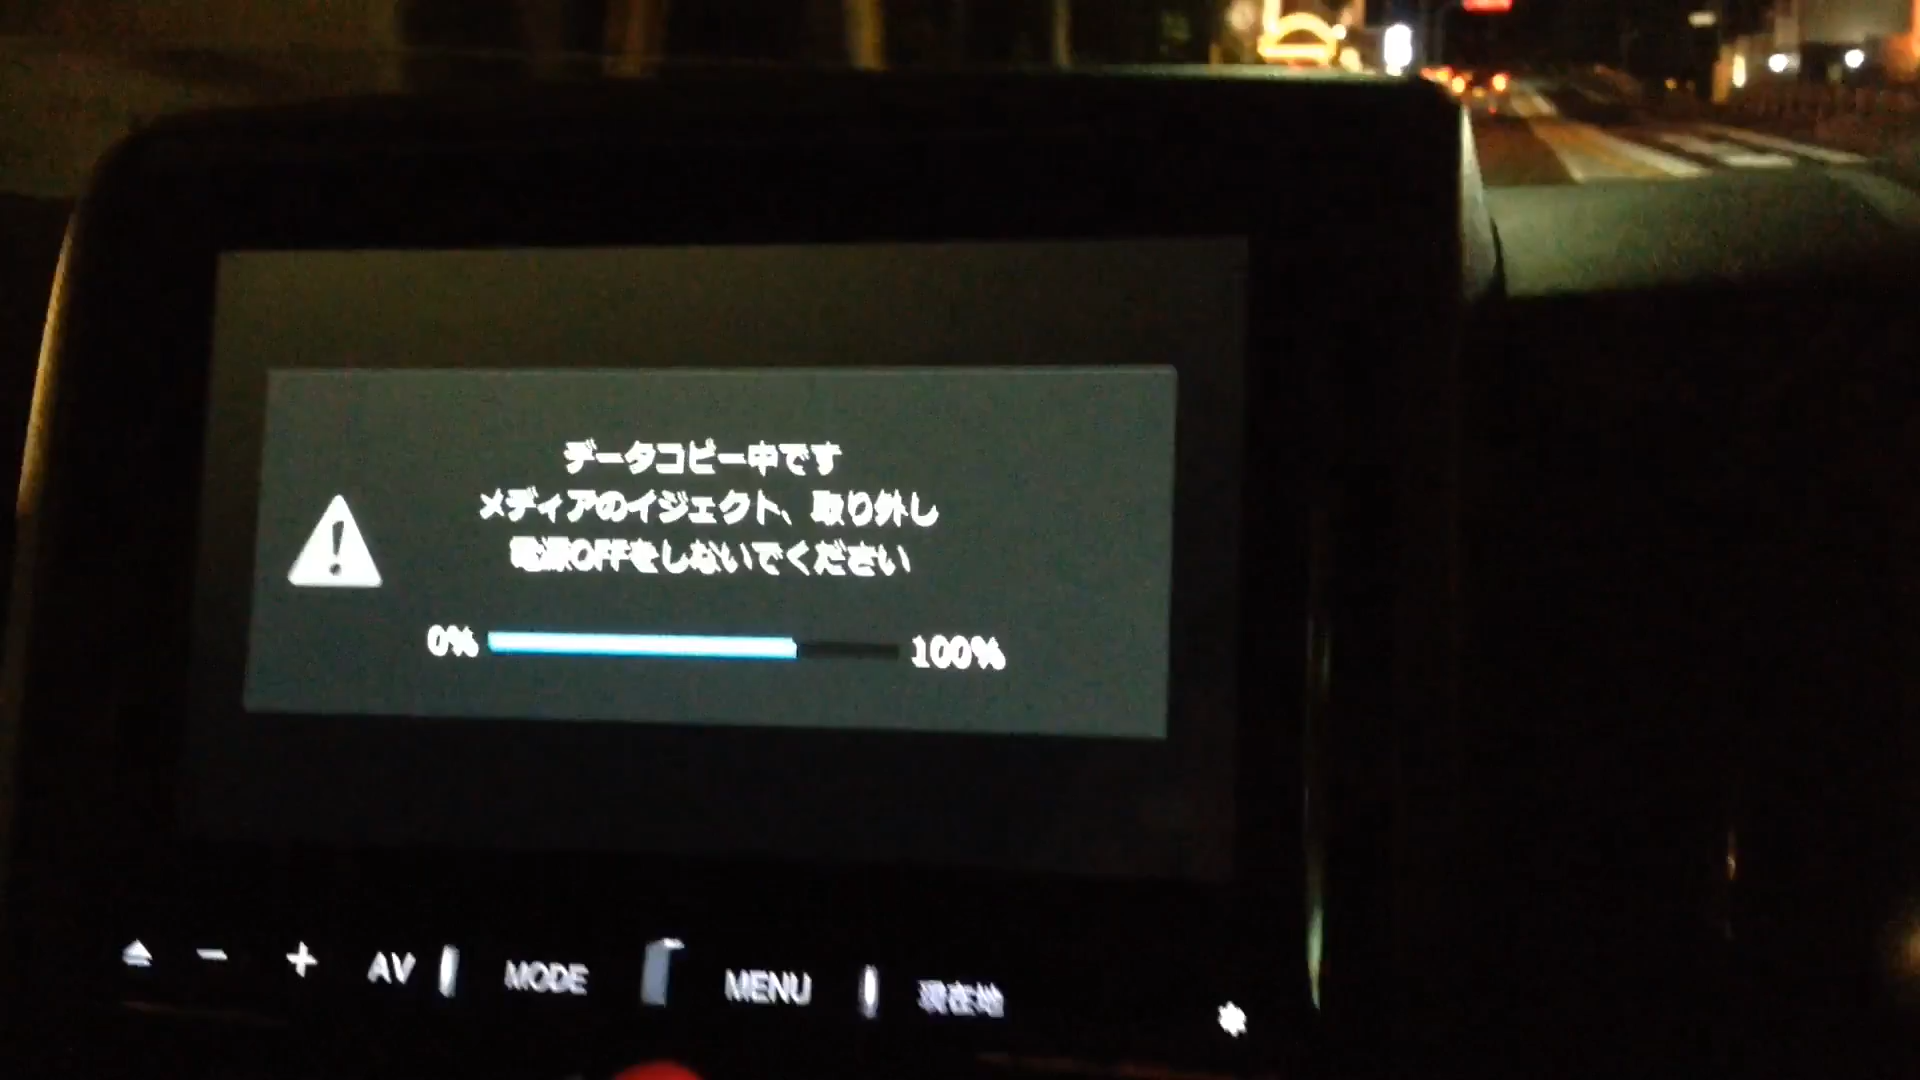 データコピー中です
メディアのイジェクト、取り外し
電源OFFをしないでください
0% 100%
AV MODE MENU 現在地